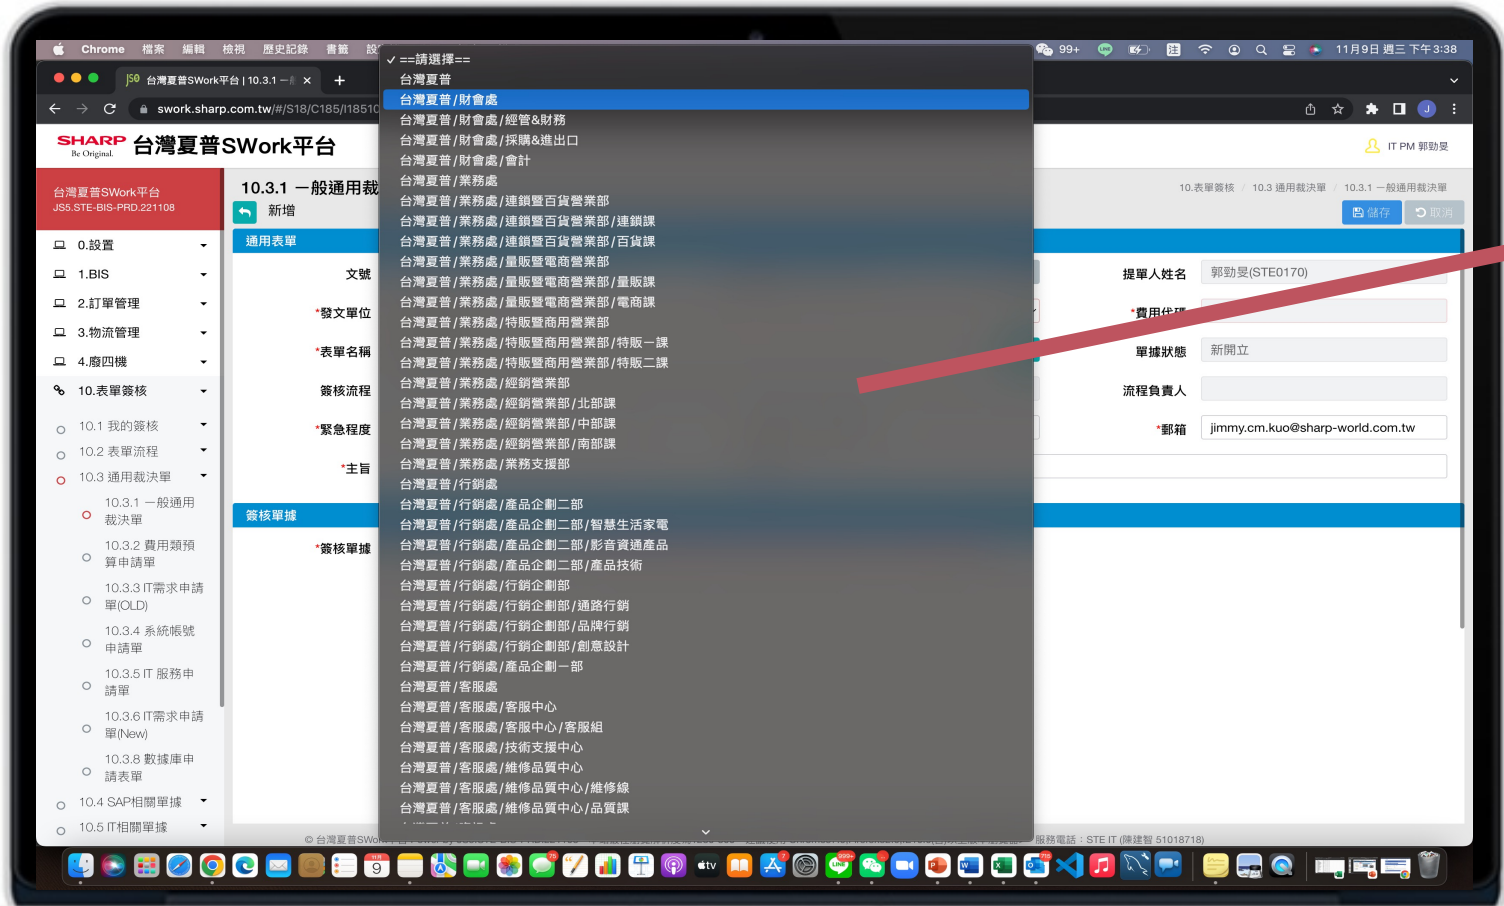 Chrome 檔案 編輯 檢視 歷史記錄 書籤 設
99+ 注 11月9日 週三 下午3:38
台灣夏普SWork平台 | 10.3.1 一
swork.sharp.com.tw/#/S18/C185/I18510
J
SHARP
Be Original.
台灣夏普SWork平台
IT PM 郭勁旻
台灣夏普SWork平台
JS5.STE-BIS-PRD.221108
0.設置
1.BIS
2.訂單管理
3.物流管理
4.廢四機
10.表單簽核
10.1 我的簽核
10.2 表單流程
10.3 通用裁決單
10.3.1 一般通用
裁決單
10.3.2 費用類預
算申請單
10.3.3 IT需求申請
單(OLD)
10.3.4 系統帳號
申請單
10.3.5 IT 服務申
請單
10.3.6 IT需求申請
單(New)
10.3.8 數據庫申
請表單
10.4 SAP相關單據
10.5 IT相關單據
10.3.1 一般通用裁
新增
10.表單簽核 / 10.3 通用裁決單 / 10.3.1 一般通用裁決單
儲存 取消
通用表單
文號
*發文單位
*表單名稱
簽核流程
*緊急程度
*主旨
簽核單據
*簽核單據
✓ ==請選擇==
台灣夏普
台灣夏普/財會處
台灣夏普/財會處/經管&財務
台灣夏普/財會處/採購&進出口
台灣夏普/財會處/會計
台灣夏普/業務處
台灣夏普/業務處/連鎖暨百貨營業部
台灣夏普/業務處/連鎖暨百貨營業部/連鎖課
台灣夏普/業務處/連鎖暨百貨營業部/百貨課
台灣夏普/業務處/量販暨電商營業部
台灣夏普/業務處/量販暨電商營業部/量販課
台灣夏普/業務處/量販暨電商營業部/電商課
台灣夏普/業務處/特販暨商用營業部
台灣夏普/業務處/特販暨商用營業部/特販一課
台灣夏普/業務處/特販暨商用營業部/特販二課
台灣夏普/業務處/經銷營業部
台灣夏普/業務處/經銷營業部/北部課
台灣夏普/業務處/經銷營業部/中部課
台灣夏普/業務處/經銷營業部/南部課
台灣夏普/業務處/業務支援部
台灣夏普/行銷處
台灣夏普/行銷處/產品企劃二部
台灣夏普/行銷處/產品企劃二部/智慧生活家電
台灣夏普/行銷處/產品企劃二部/影音資通產品
台灣夏普/行銷處/產品企劃二部/產品技術
台灣夏普/行銷處/行銷企劃部
台灣夏普/行銷處/行銷企劃部/通路行銷
台灣夏普/行銷處/行銷企劃部/品牌行銷
台灣夏普/行銷處/行銷企劃部/創意設計
台灣夏普/行銷處/產品企劃一部
台灣夏普/客服處
台灣夏普/客服處/客服中心
台灣夏普/客服處/客服中心/客服組
台灣夏普/客服處/技術支援中心
台灣夏普/客服處/維修品質中心
台灣夏普/客服處/維修品質中心/維修線
台灣夏普/客服處/維修品質中心/品質課
提單人姓名 郭勁旻(STE0170)
*費用代碼
單據狀態 新開立
流程負責人
*郵箱 jimmy.cm.kuo@sharp-world.com.tw
© 台灣夏普SWo
服務電話：STE IT (陳建智 51018718)